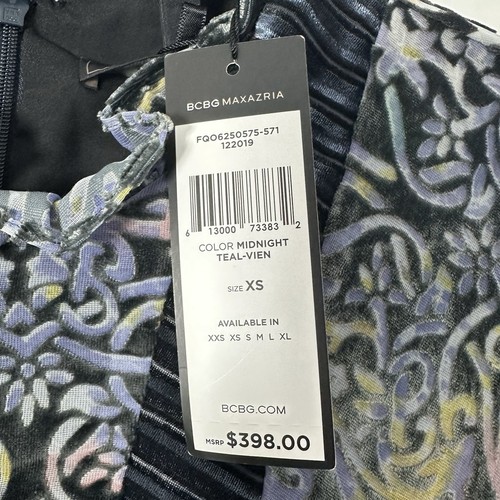 BCBGMAXAZRIA
FQO6250575-571
122019
6 13000 73383 2
COLOR MIDNIGHT
TEAL-VIEN
SIZE XS
AVAILABLE IN
XXS XS S M L XL
BCBG.COM
MSRP $398.00